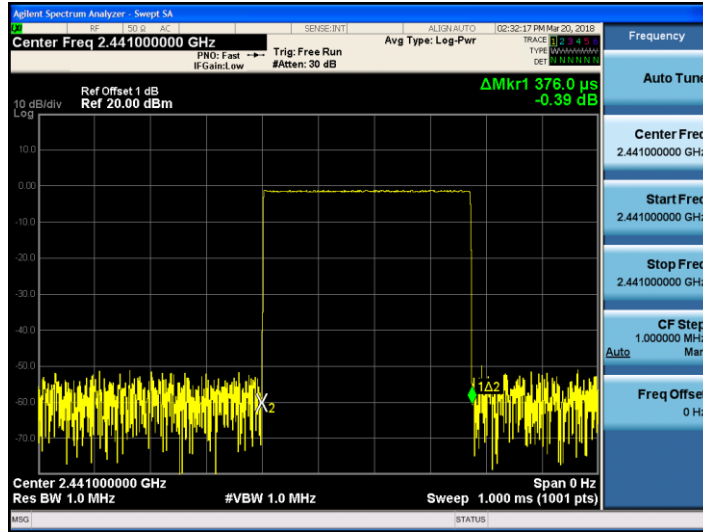 Agilent Spectrum Analyzer - Swept SA
RF 50 Ω AC SENSE:INT ALIGN AUTO 02:32:17 PM Mar 20, 2018
Center Freq 2.441000000 GHz
PNO: Fast Trig: Free Run Avg Type: Log-Pwr TRACE 1 2 3 4 5 6
IFGain:Low #Atten: 30 dB TYPE
DET N N N N N N
Ref Offset 1 dB ΔMkr1 376.0 µs
10 dB/div Ref 20.00 dBm -0.39 dB
Log
10.0
0.00
-10.0
-20.0
-30.0
-40.0
-50.0
-60.0
-70.0
2
1Δ2
Center 2.441000000 GHz Span 0 Hz
Res BW 1.0 MHz #VBW 1.0 MHz Sweep 1.000 ms (1001 pts)
MSG STATUS
Frequency
Auto Tune
Center Freq
2.441000000 GHz
Start Freq
2.441000000 GHz
Stop Freq
2.441000000 GHz
CF Step
1.000000 MHz
Auto Man
Freq Offset
0 Hz